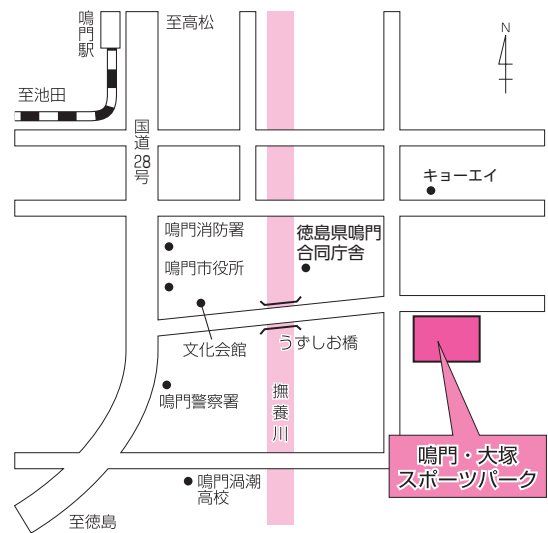 鳴門駅
至高松
N
至池田
国道28号
キョーエイ
鳴門消防署
徳島県鳴門
合同庁舎
鳴門市役所
文化会館
うずしお橋
鳴門警察署
撫養川
鳴門・大塚
スポーツパーク
鳴門渦潮
高校
至徳島